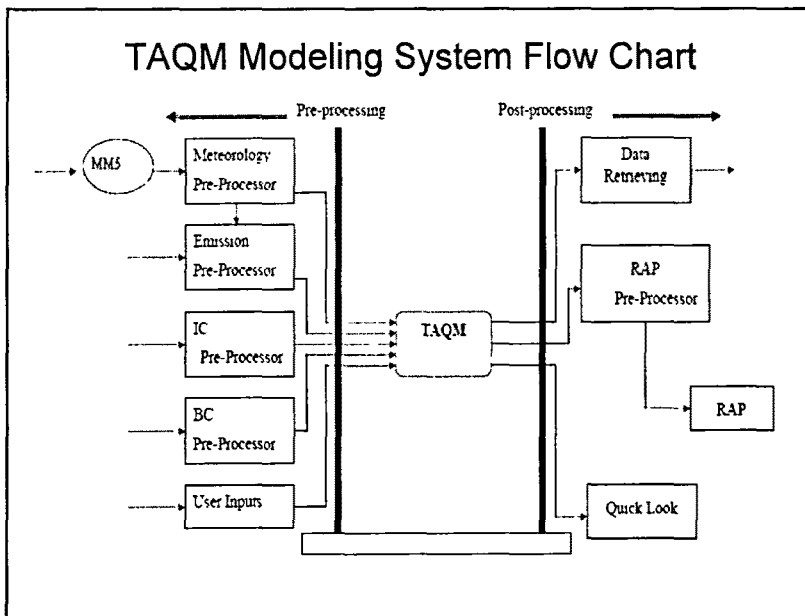 TAQM Modeling System Flow Chart
Pre-processing
Post-processing
MM5
Meteorology
Pre-Processor
Emission
Pre-Processor
IC
Pre-Processor
BC
Pre-Processor
User Inputs
TAQM
Data
Retrieving
RAP
Pre-Processor
RAP
Quick Look